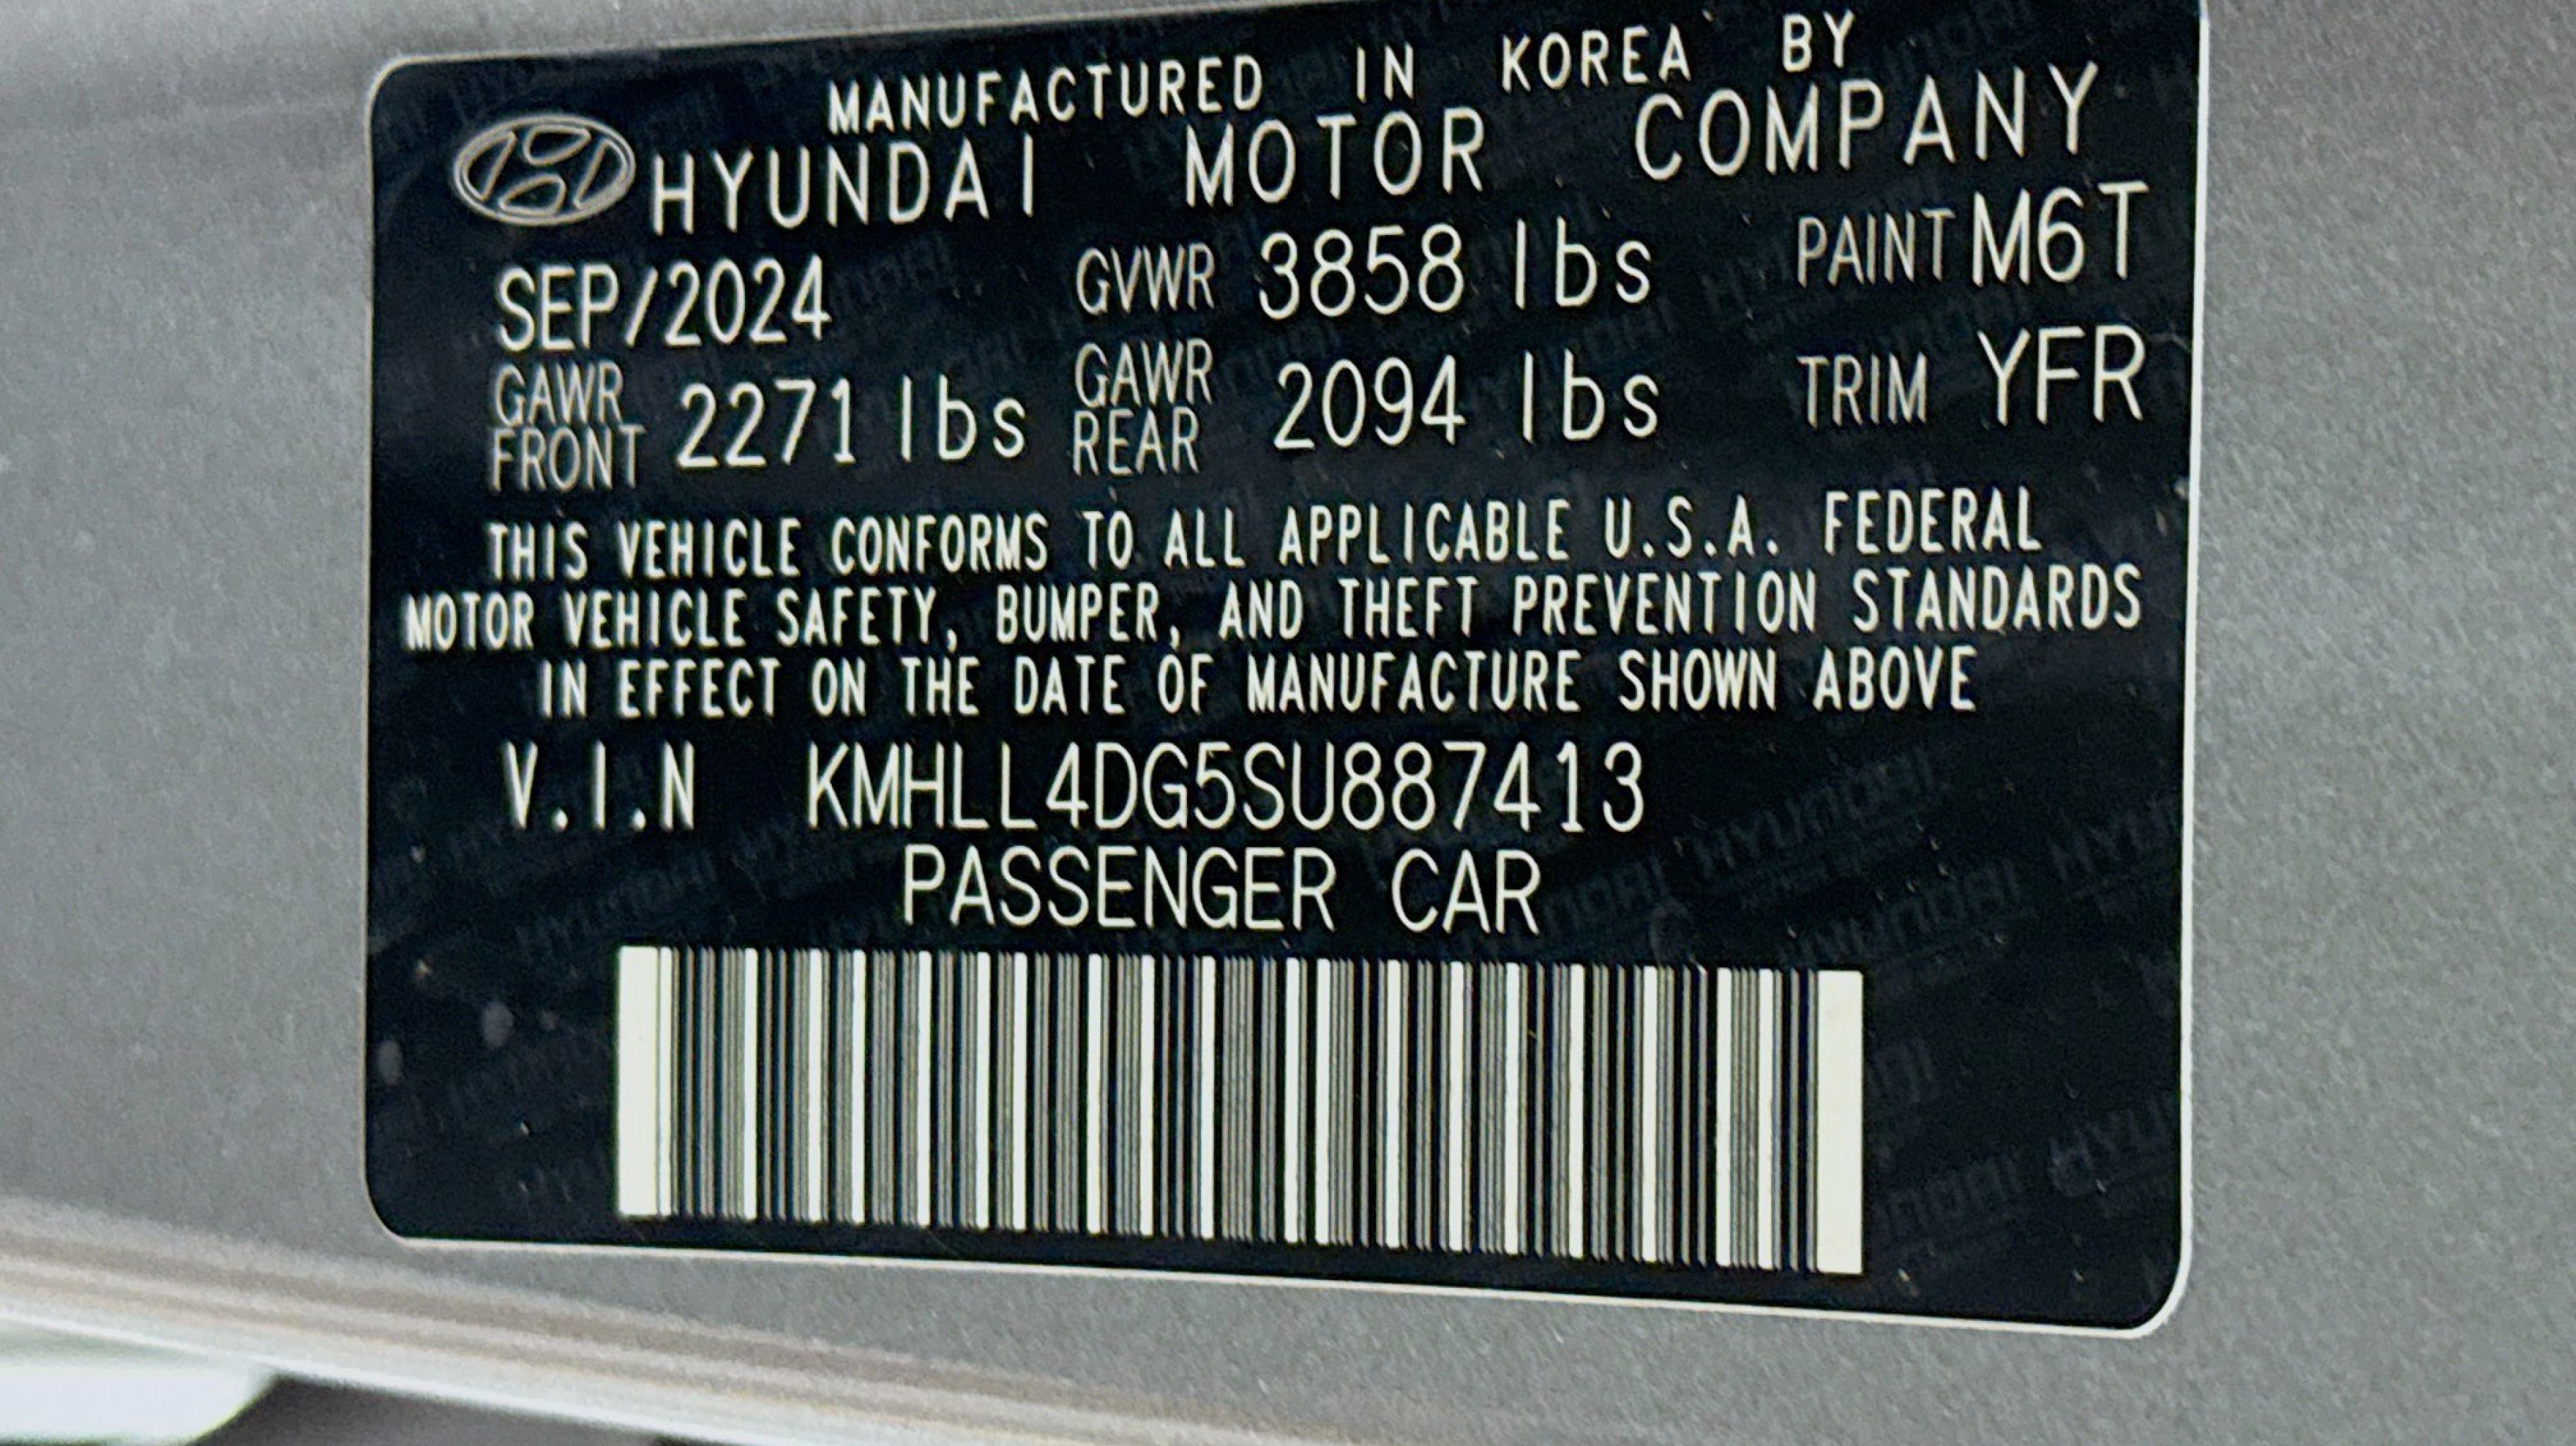 MANUFACTURED IN KOREA BY
HYUNDAI MOTOR COMPANY
SEP/2024 GVWR 3858 lbs PAINT M6T
GAWR FRONT 2271 lbs GAWR REAR 2094 lbs TRIM YFR
THIS VEHICLE CONFORMS TO ALL APPLICABLE U.S.A. FEDERAL
MOTOR VEHICLE SAFETY, BUMPER, AND THEFT PREVENTION STANDARDS
IN EFFECT ON THE DATE OF MANUFACTURE SHOWN ABOVE
V.I.N KMHLL4DG5SU887413
PASSENGER CAR